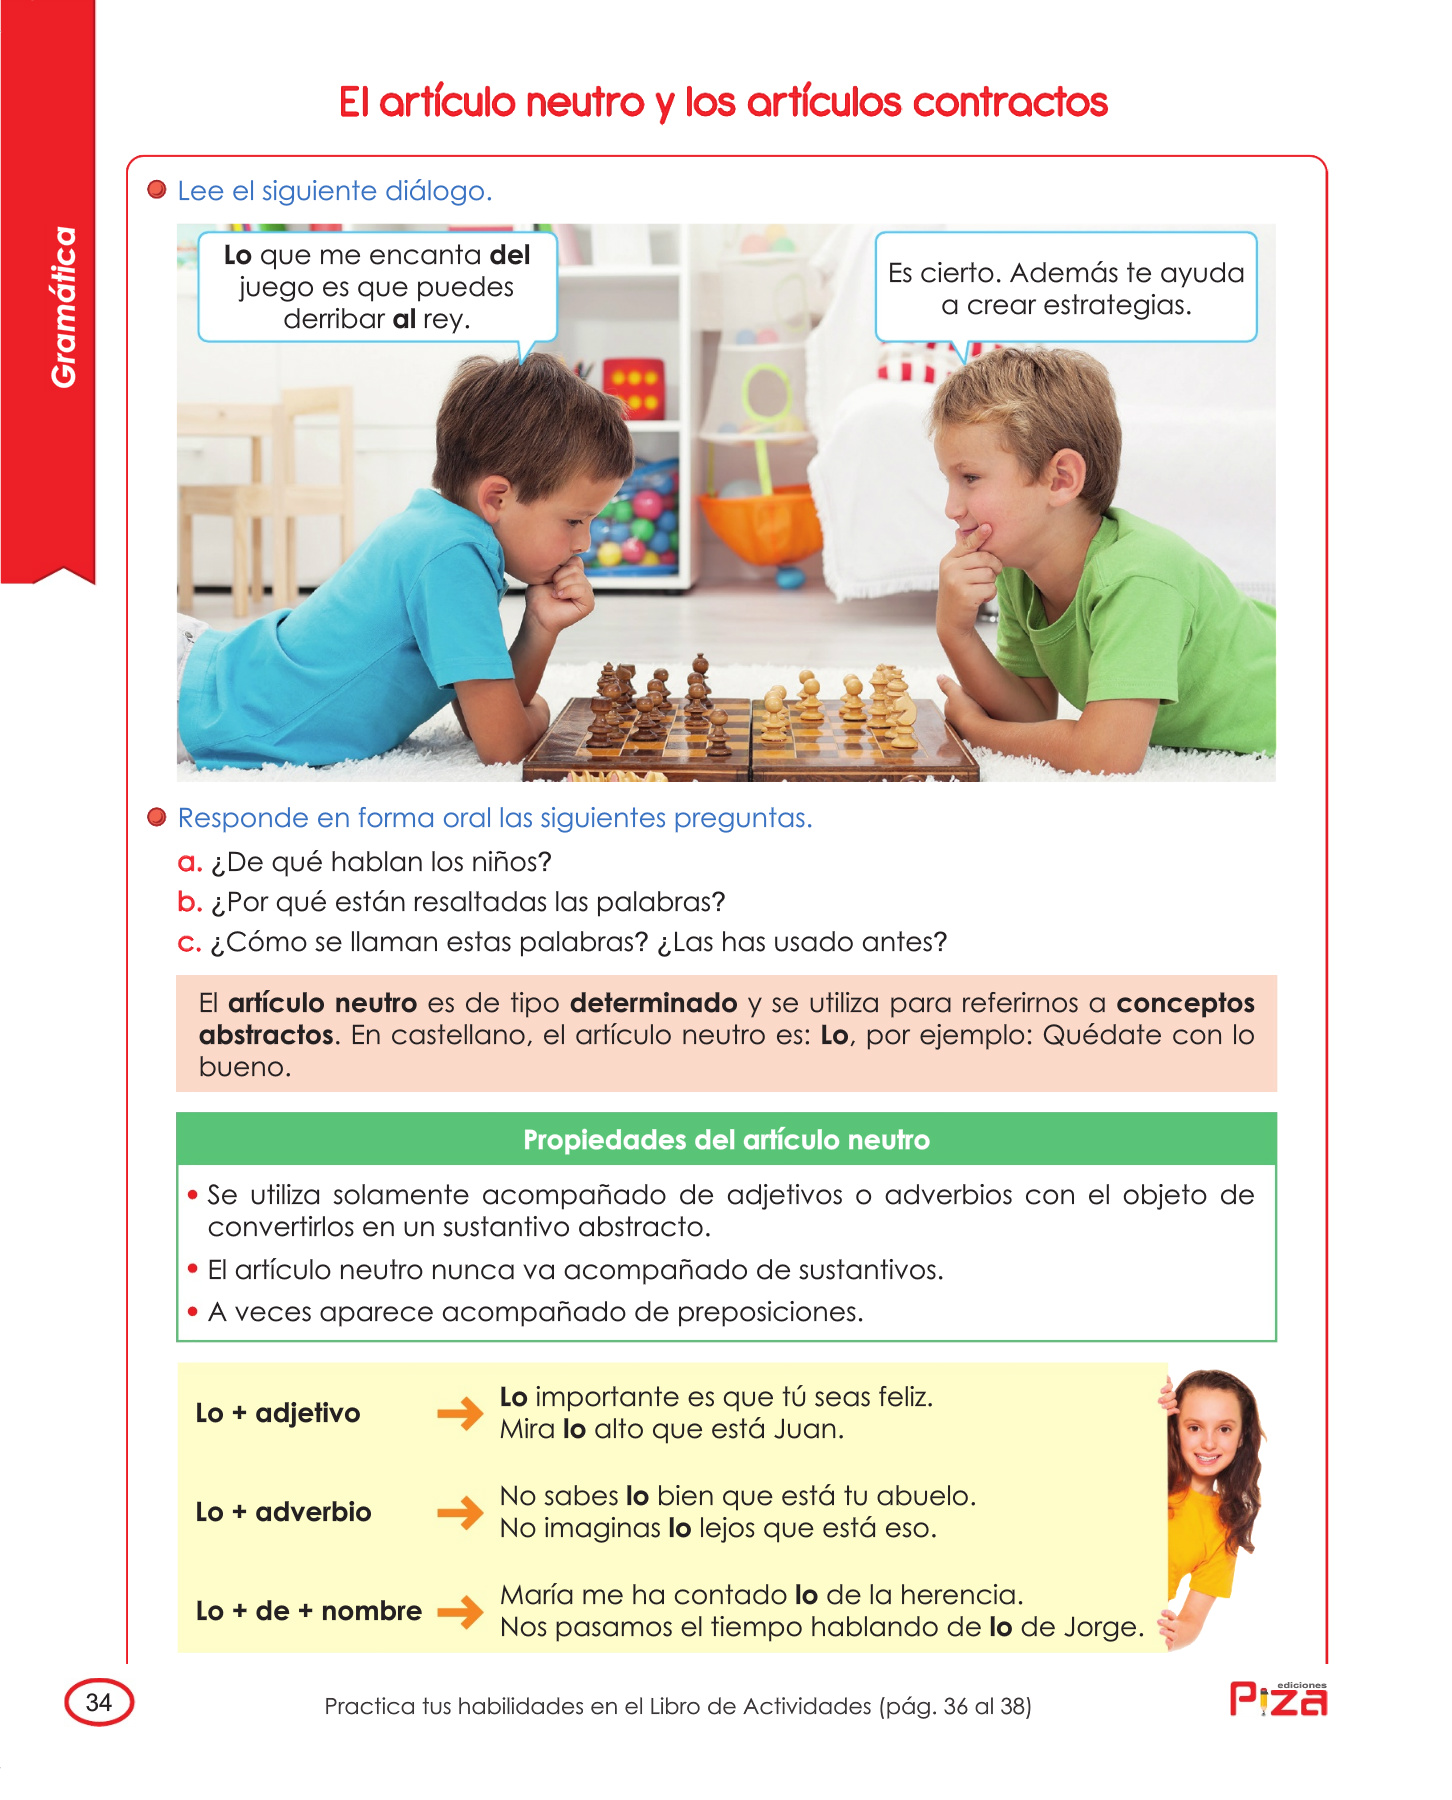 El artículo neutro y los artículos contractos
Gramática
Lee el siguiente diálogo.
Lo que me encanta del
juego es que puedes
derribar al rey.
Es cierto. Además te ayuda
a crear estrategias.
Responde en forma oral las siguientes preguntas.
a. ¿De qué hablan los niños?
b. ¿Por qué están resaltadas las palabras?
c. ¿Cómo se llaman estas palabras? ¿Las has usado antes?
El artículo neutro es de tipo determinado y se utiliza para referirnos a conceptos
abstractos. En castellano, el artículo neutro es: Lo, por ejemplo: Quédate con lo
bueno.
Propiedades del artículo neutro
• Se utiliza solamente acompañado de adjetivos o adverbios con el objeto de
convertirlos en un sustantivo abstracto.
• El artículo neutro nunca va acompañado de sustantivos.
• A veces aparece acompañado de preposiciones.
Lo + adjetivo
Lo importante es que tú seas feliz.
Mira lo alto que está Juan.
Lo + adverbio
No sabes lo bien que está tu abuelo.
No imaginas lo lejos que está eso.
Lo + de + nombre
María me ha contado lo de la herencia.
Nos pasamos el tiempo hablando de lo de Jorge.
34
Practica tus habilidades en el Libro de Actividades (pág. 36 al 38)
ediciones
Piza